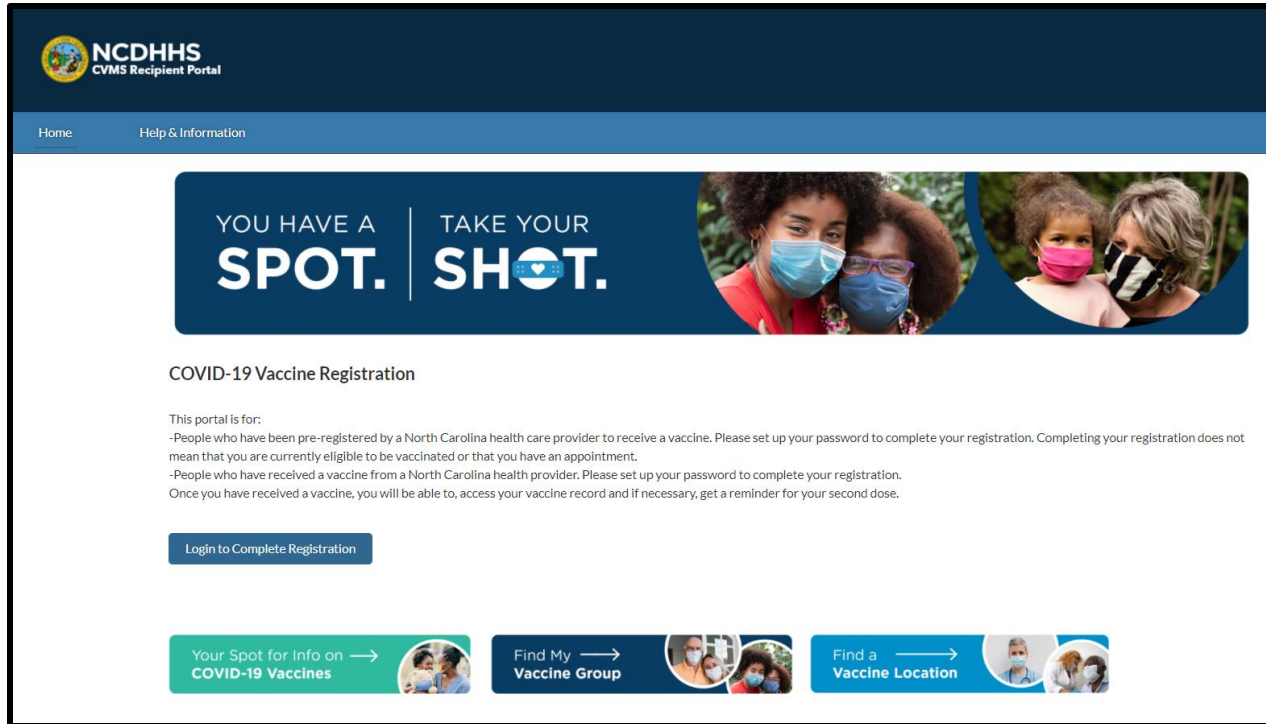 NCDHHS
CVMS Recipient Portal
Home
Help & Information
YOU HAVE A
SPOT.
TAKE YOUR
SHOT.
COVID-19 Vaccine Registration
This portal is for:
-People who have been pre-registered by a North Carolina health care provider to receive a vaccine. Please set up your password to complete your registration. Completing your registration does not
mean that you are currently eligible to be vaccinated or that you have an appointment.
-People who have received a vaccine from a North Carolina health provider. Please set up your password to complete your registration.
Once you have received a vaccine, you will be able to, access your vaccine record and if necessary, get a reminder for your second dose.
Login to Complete Registration
Your Spot for Info on
COVID-19 Vaccines
Find My
Vaccine Group
Find a
Vaccine Location